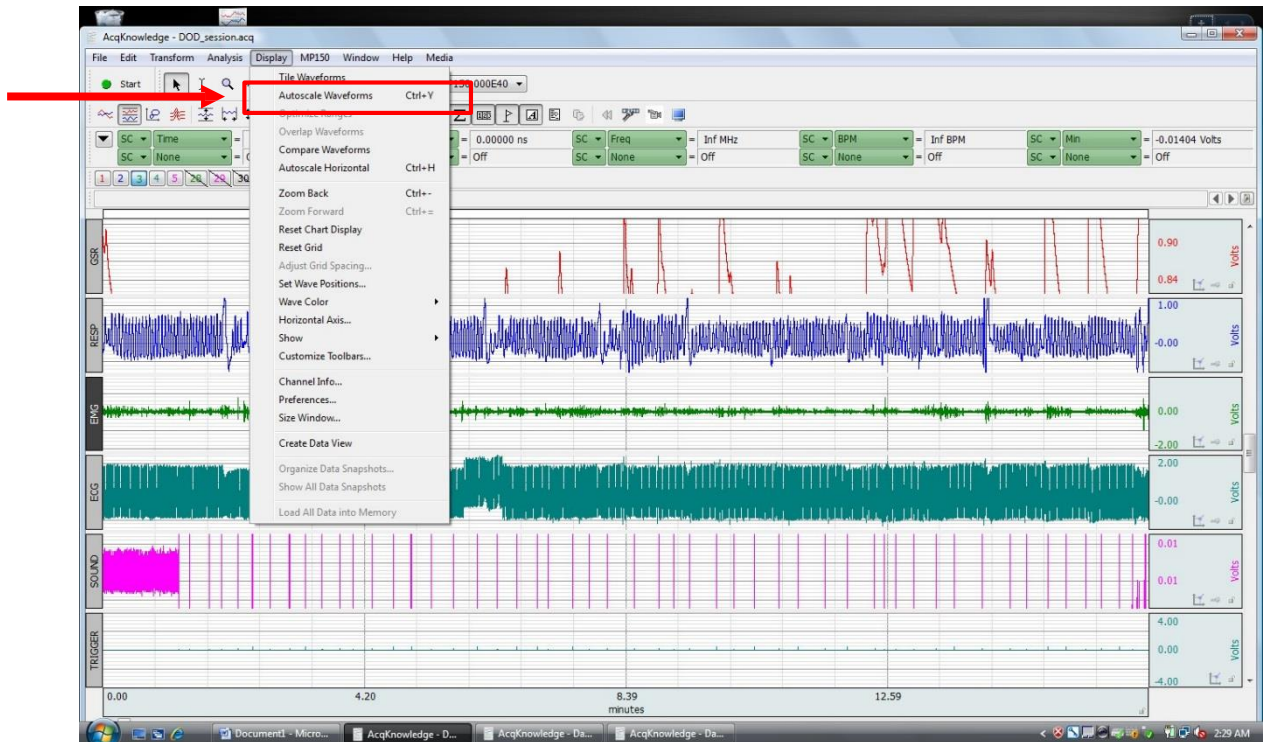 AcqKnowledge - DOD_session.acq
File Edit Transform Analysis Display MP150 Window Help Media
Start
Tile Waveforms
Autoscale Waveforms Ctrl+Y
Optimize Ranges
Overlap Waveforms
Compare Waveforms
Autoscale Horizontal Ctrl+H
Zoom Back Ctrl+-
Zoom Forward Ctrl+=
Reset Chart Display
Reset Grid
Adjust Grid Spacing...
Set Wave Positions...
Wave Color
Horizontal Axis...
Show
Customize Toolbars...
Channel Info...
Preferences...
Size Window...
Create Data View
Organize Data Snapshots...
Show All Data Snapshots
Load All Data into Memory
SC Time = = 0.00000 ns SC Freq = Inf MHz SC BPM = Inf BPM SC Min = -0.01404 Volts
SC None = = Off SC None = Off SC None = Off SC None = Off
1 2 3 4 5 28 29 30
GSR
0.90
0.84
Volts
RESP
1.00
-0.00
Volts
EMG
0.00
-2.00
Volts
ECG
2.00
-0.00
Volts
SOUND
0.01
0.01
Volts
TRIGGER
4.00
0.00
-4.00
Volts
0.00 4.20 8.39 12.59
minutes
Document1 - Micro... AcqKnowledge - D... AcqKnowledge - Da... AcqKnowledge - Da... 2:29 AM